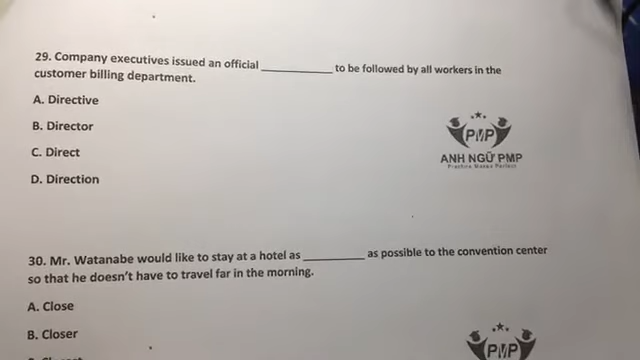 29. Company executives issued an official ____________ to be followed by all workers in the
customer billing department.
A. Directive
B. Director
C. Direct
D. Direction
PMP
ANH NGỮ PMP
Practice Makes Perfect
30. Mr. Watanabe would like to stay at a hotel as __________ as possible to the convention center
so that he doesn't have to travel far in the morning.
A. Close
B. Closer
PMP